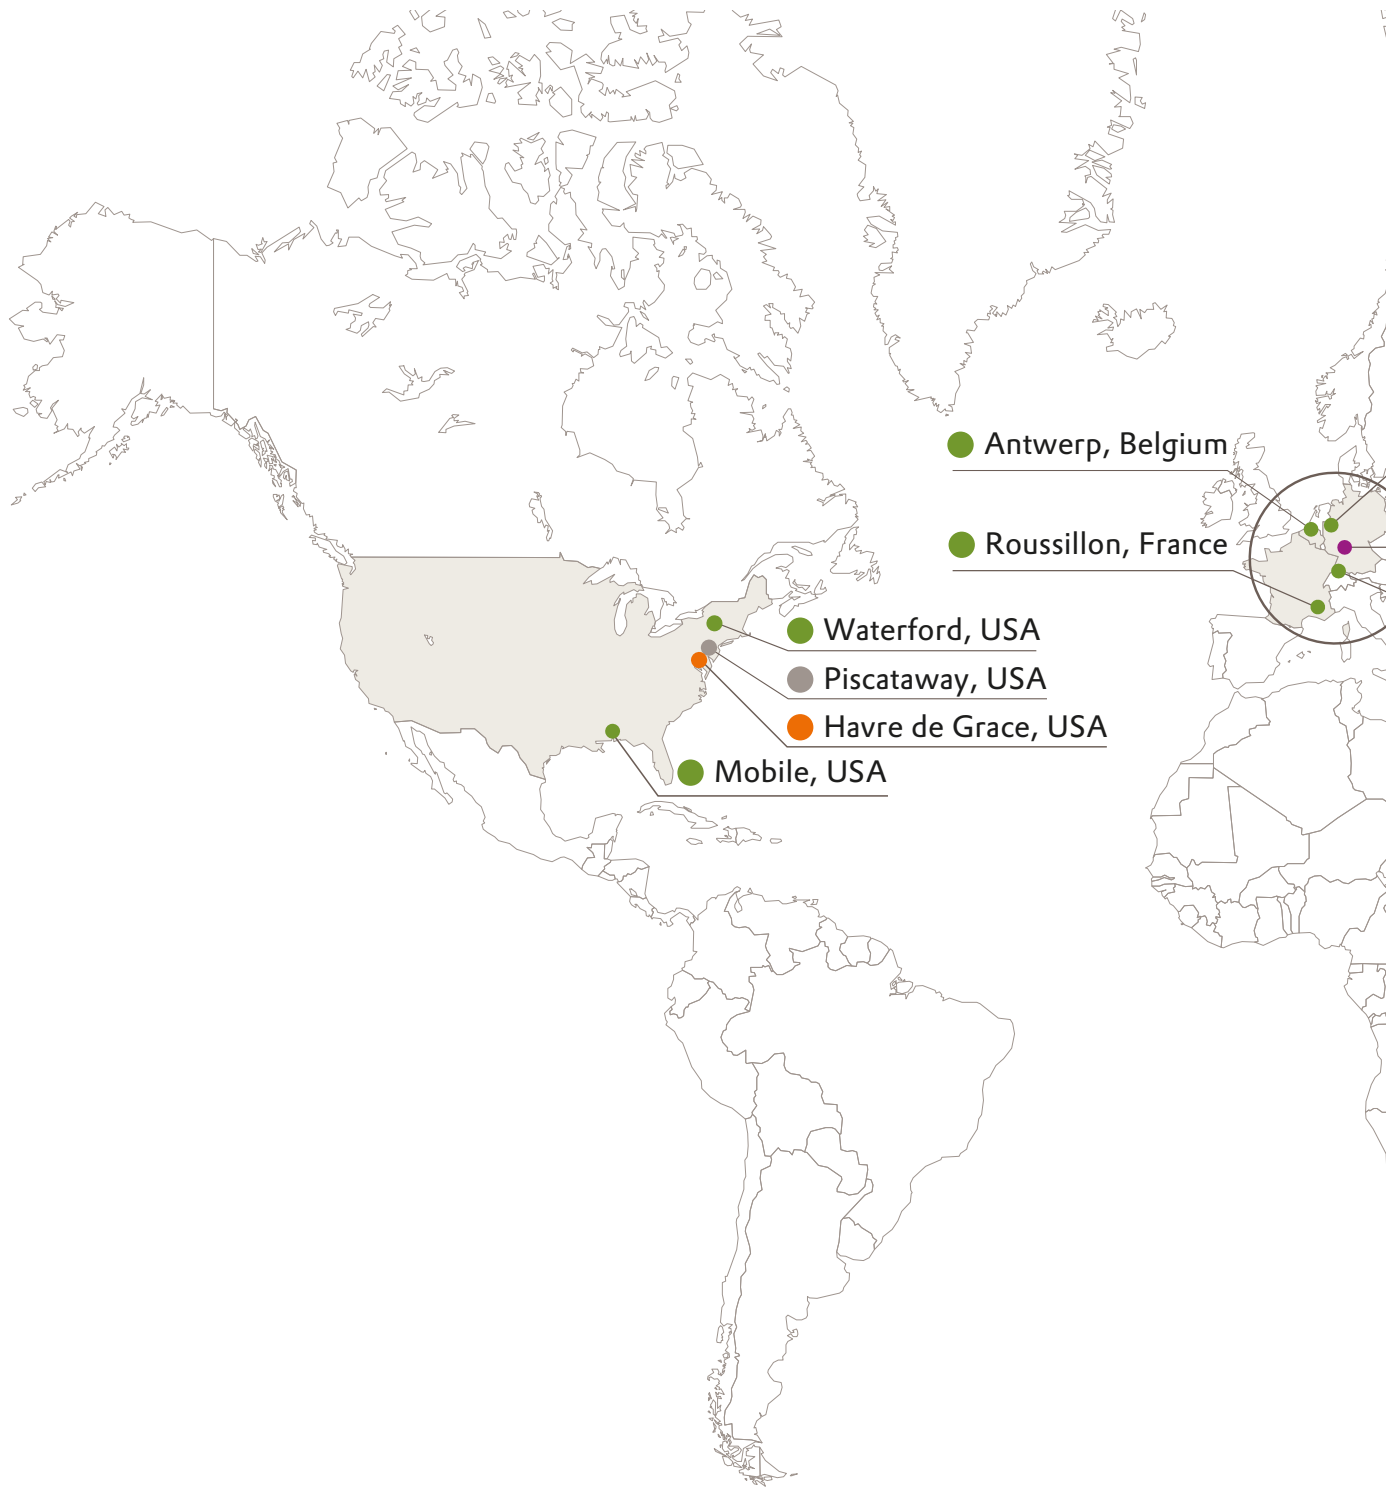 Antwerp, Belgium
Roussillon, France
Waterford, USA
Piscataway, USA
Havre de Grace, USA
Mobile, USA